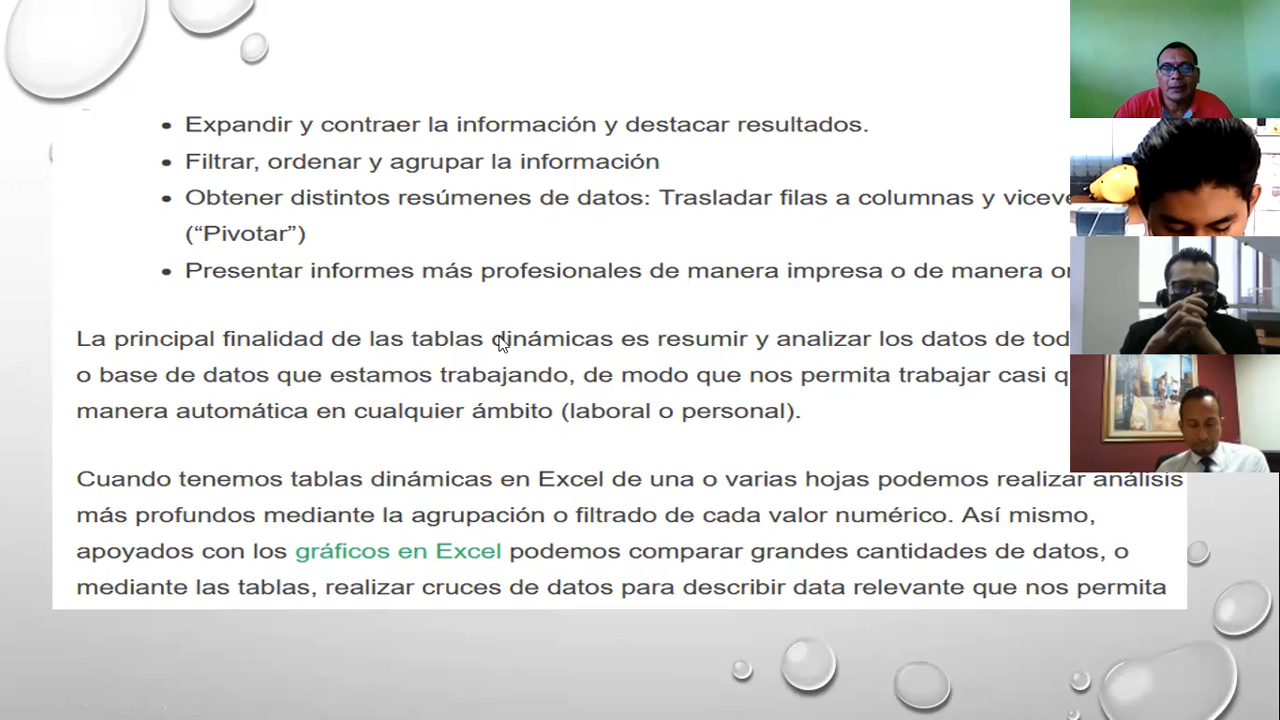 • Expandir y contraer la información y destacar resultados.
• Filtrar, ordenar y agrupar la información
• Obtener distintos resúmenes de datos: Trasladar filas a columnas y
(“Pivotar”)
• Presentar informes más profesionales de manera impresa o de manera
La principal finalidad de las tablas dinámicas es resumir y analizar los datos de
o base de datos que estamos trabajando, de modo que nos permita trabajar casi
manera automática en cualquier ámbito (laboral o personal).
Cuando tenemos tablas dinámicas en Excel de una o varias hojas podemos realizar análisis
más profundos mediante la agrupación o filtrado de cada valor numérico. Así mismo,
apoyados con los gráficos en Excel podemos comparar grandes cantidades de datos, o
mediante las tablas, realizar cruces de datos para describir data relevante que nos permita